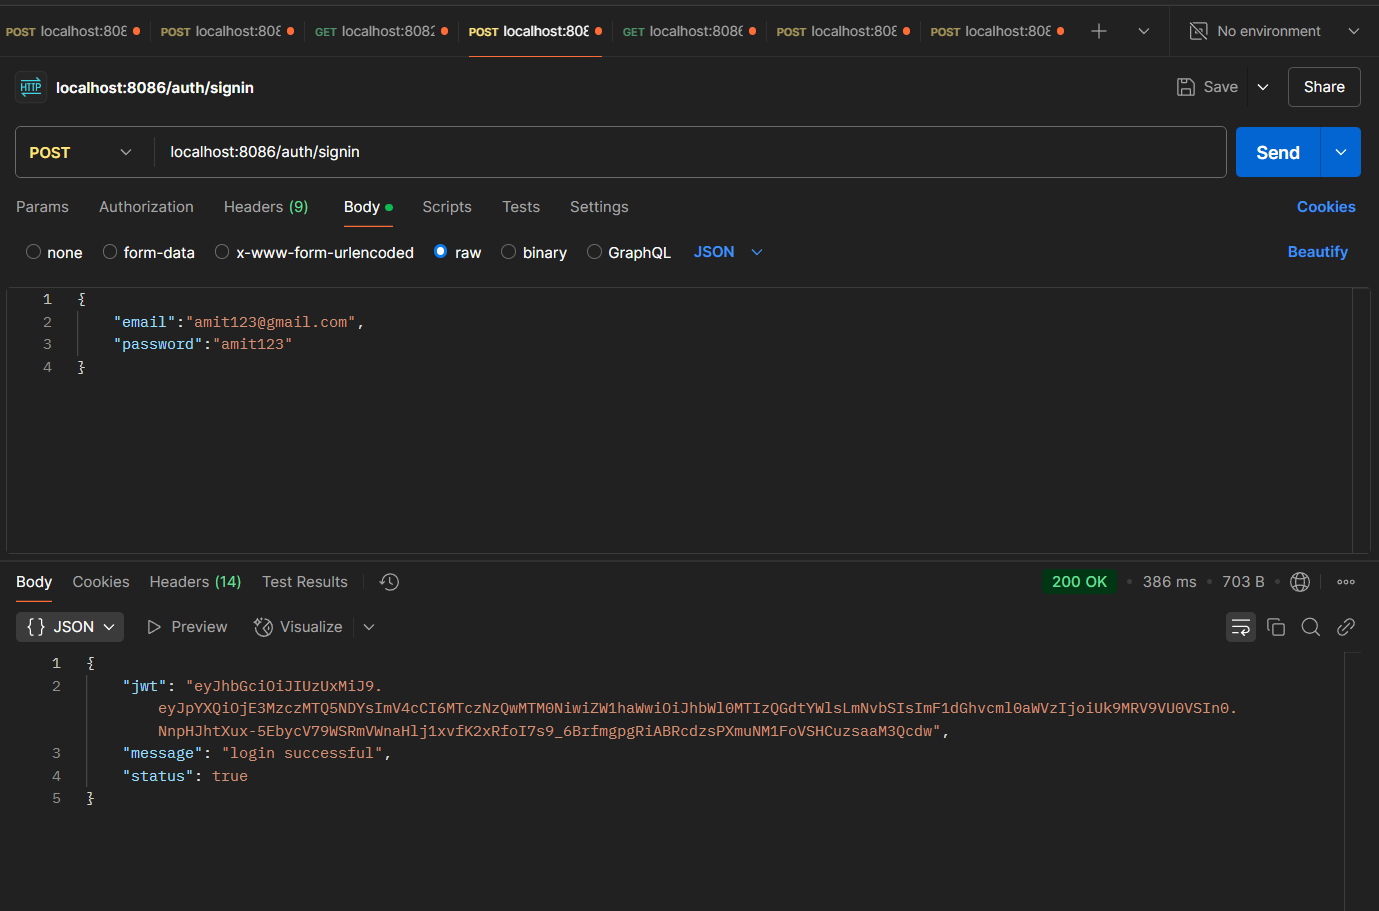 POST localhost:808 POST localhost:808 GET localhost:8082 POST localhost:808 GET localhost:8086 POST localhost:808 POST localhost:808 No environment
HTTP localhost:8086/auth/signin Save Share
POST localhost:8086/auth/signin Send
Params Authorization Headers (9) Body Scripts Tests Settings Cookies
none form-data x-www-form-urlencoded raw binary GraphQL JSON Beautify
1 {
2 "email":"amit123@gmail.com",
3 "password":"amit123"
4 }
Body Cookies Headers (14) Test Results 200 OK • 386 ms • 703 B
{} JSON Preview Visualize
1 {
2 "jwt": "eyJhbGciOiJIUzUxMiJ9.
eyJpYXQiOjE3MzczMTQ5NDYsImV4cCI6MTczNzQwMTM0NiwiZW1haWwiOiJhbWl0MTIzQGdtYWlsLmNvbSIsImF1dGhvcml0aWVzIjoiUk9MRV9VU0VSIn0.
NnpHJhtXux-5EbycV79WSRmVWnaHlj1xvfK2xRfoI7s9_6BrfmgpgRiABRcdzsPXmuNM1FoVSHCuzsaaM3Qcdw",
3 "message": "login successful",
4 "status": true
5 }